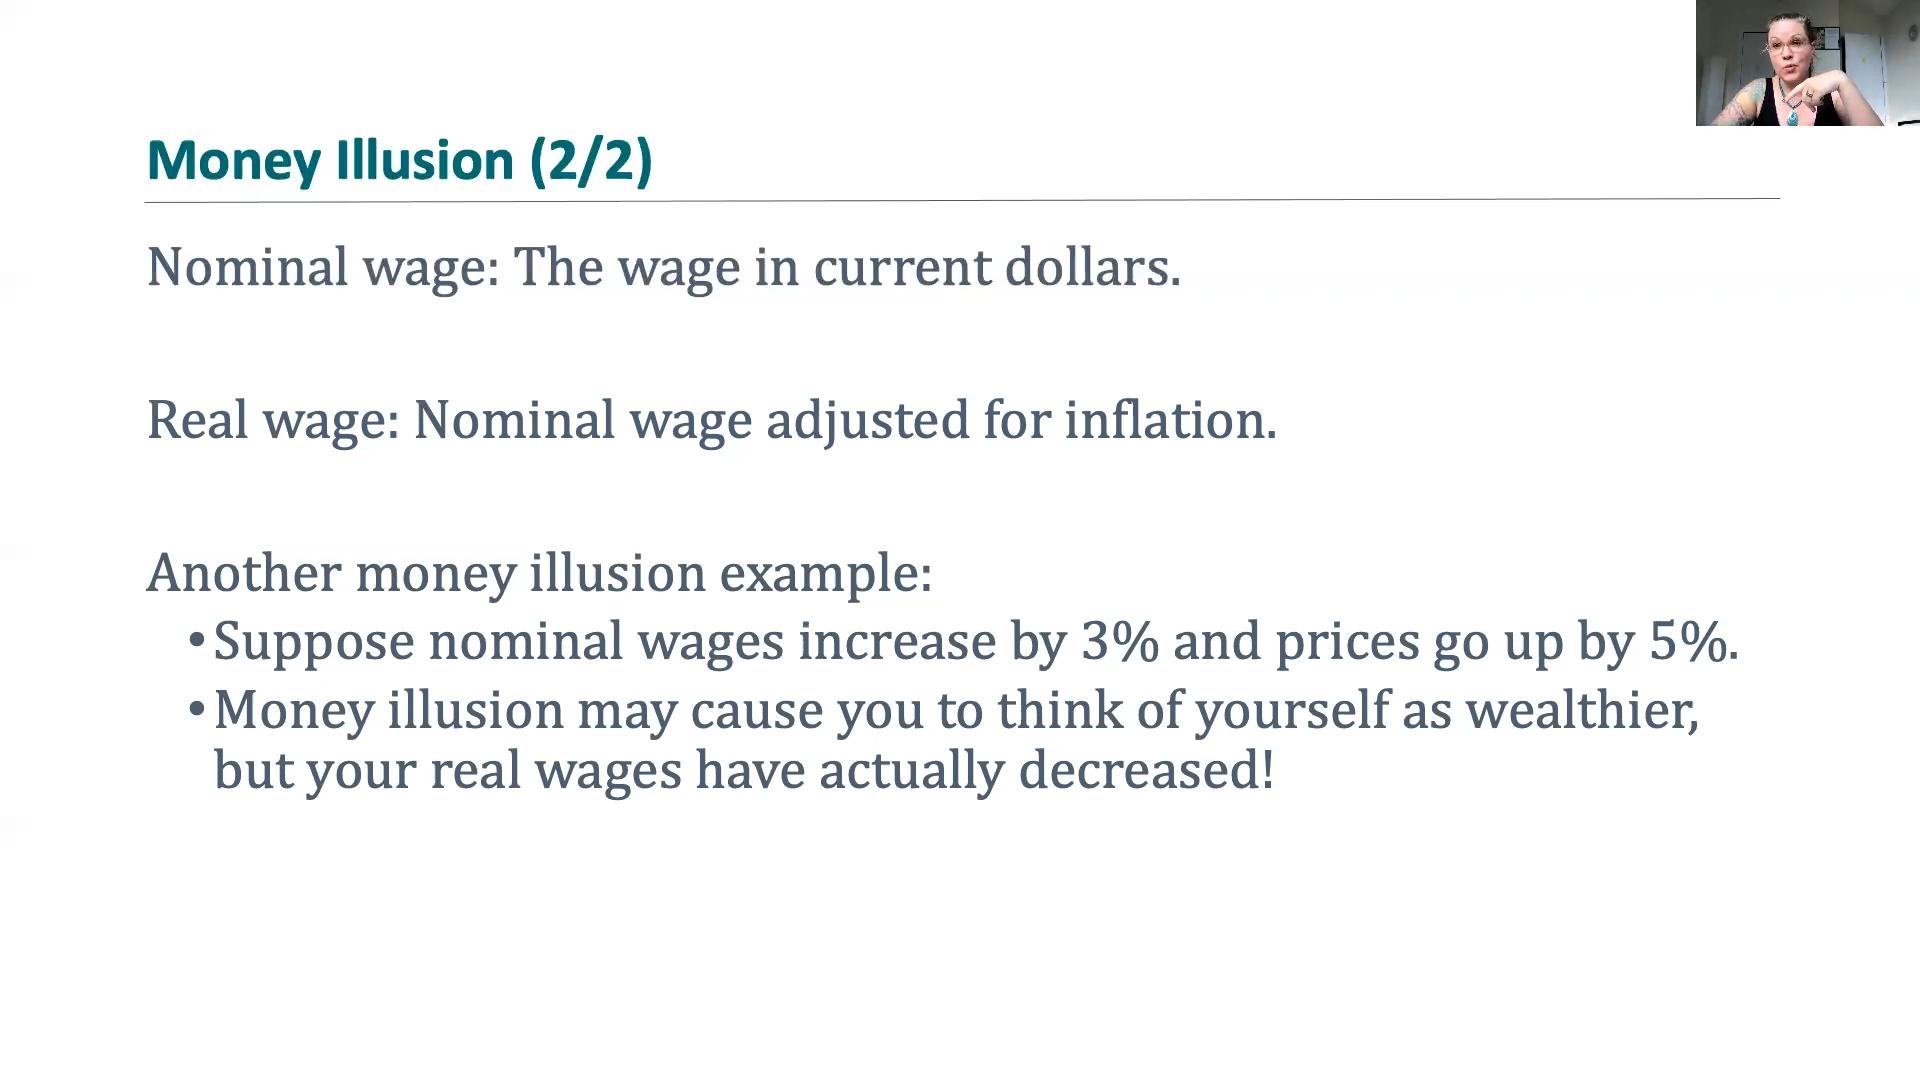 Money Illusion (2/2)
Nominal wage: The wage in current dollars.
Real wage: Nominal wage adjusted for inflation.
Another money illusion example:
•Suppose nominal wages increase by 3% and prices go up by 5%.
•Money illusion may cause you to think of yourself as wealthier,
but your real wages have actually decreased!